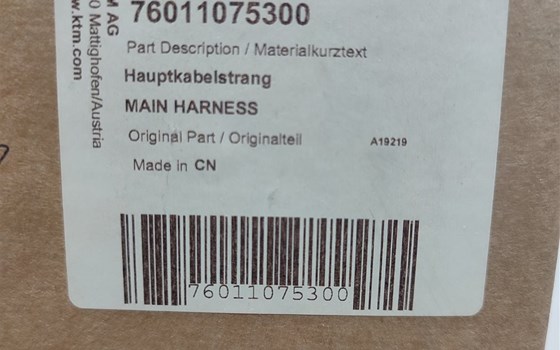 76011075300
Part Description / Materialkurztext
Hauptkabelstrang
MAIN HARNESS
Original Part / Originalteil
A19219
Made in CN
76011075300
M AG
0 Mattighofen/Austria
w.ktm.com